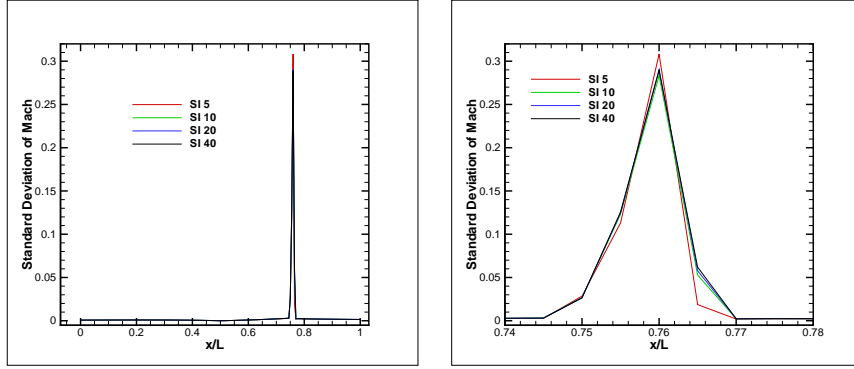 Standard Deviation of Mach
0.3
0.25
0.2
0.15
0.1
0.05
0
SI 5
SI 10
SI 20
SI 40
0 0.2 0.4 0.6 0.8 1
x/L
Standard Deviation of Mach
0.3
0.25
0.2
0.15
0.1
0.05
0
SI 5
SI 10
SI 20
SI 40
0.74 0.75 0.76 0.77 0.78
x/L